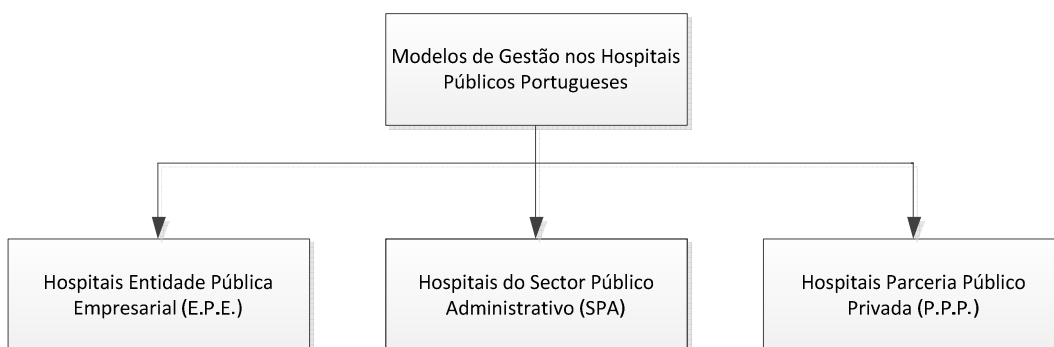 Modelos de Gestão nos Hospitais
Públicos Portugueses
Hospitais Entidade Pública
Empresarial (E.P.E.)
Hospitais do Sector Público
Administrativo (SPA)
Hospitais Parceria Público
Privada (P.P.P.)